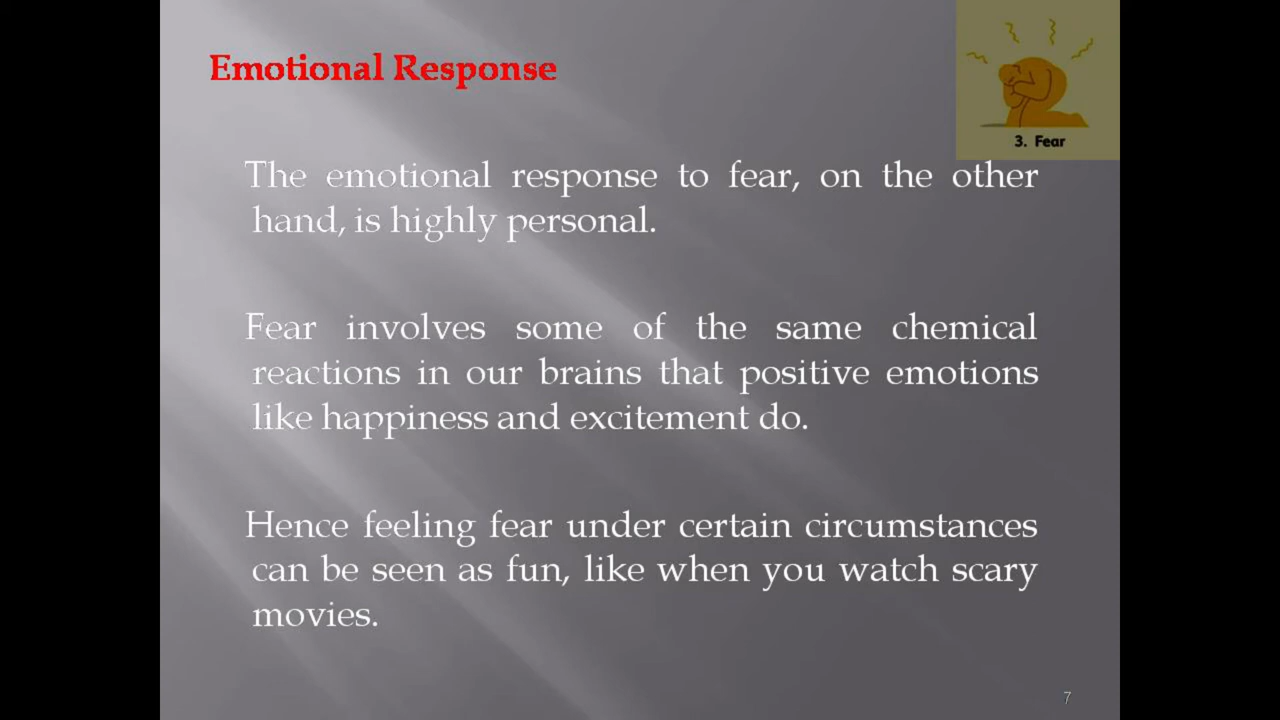 Emotional Response
3. Fear
The emotional response to fear, on the other
hand, is highly personal.
Fear involves some of the same chemical
reactions in our brains that positive emotions
like happiness and excitement do.
Hence feeling fear under certain circumstances
can be seen as fun, like when you watch scary
movies.
7